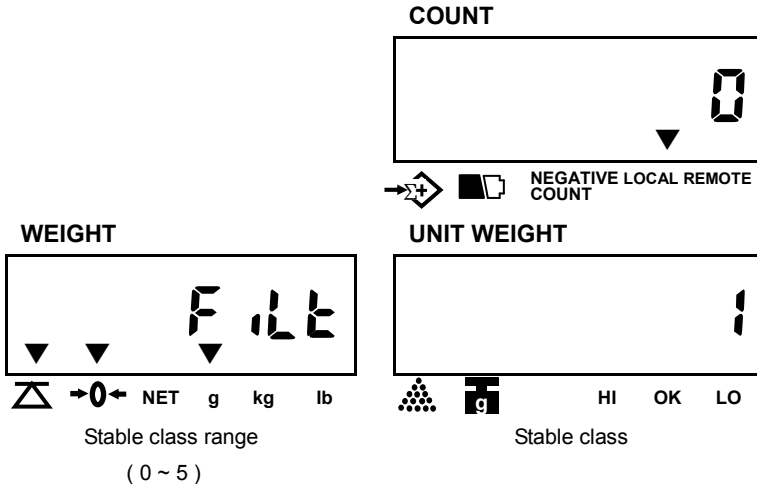 COUNT
0
NEGATIVE LOCAL REMOTE
COUNT
WEIGHT
FiLt
→0← NET g kg lb
Stable class range
( 0 ~ 5 )
UNIT WEIGHT
1
g HI OK LO
Stable class